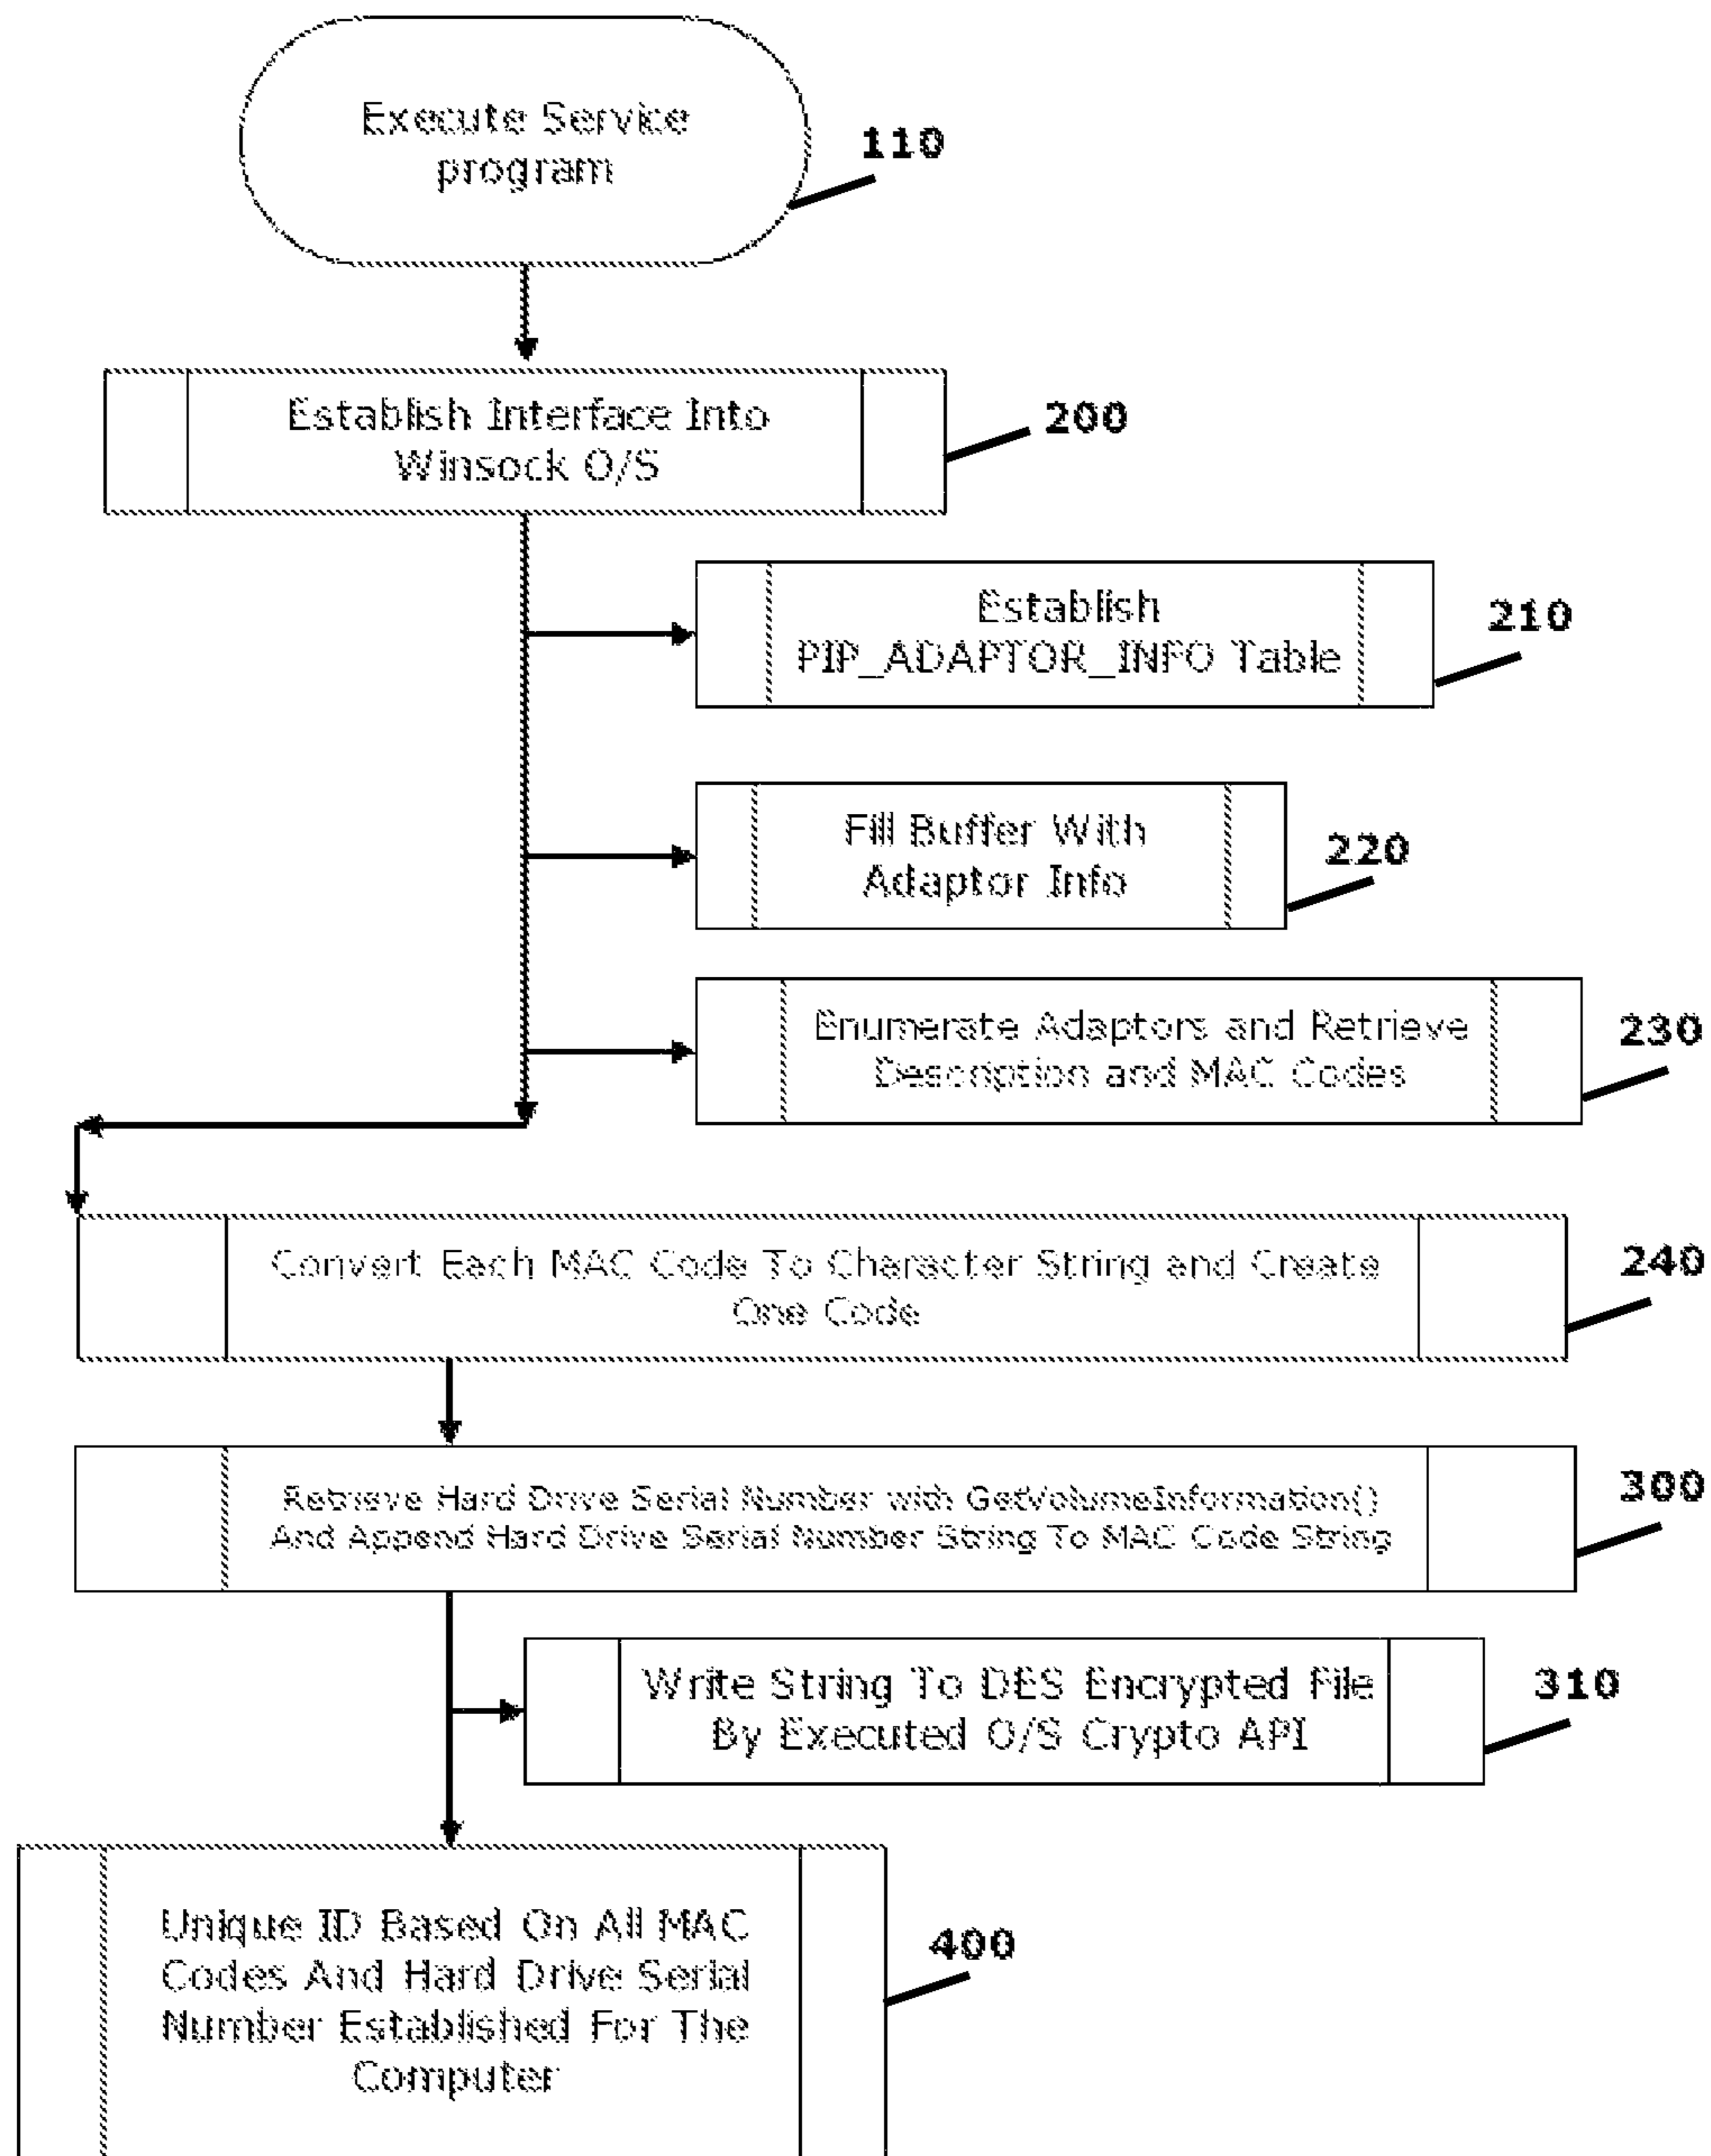 Execute Service
program
110
Establish Interface Into
Winsock O/S
200
Establish
PIP_ADAPTOR_INFO Table
210
Fill Buffer With
Adaptor Info
220
Enumerate Adaptors and Retrieve
Description and MAC Codes
230
Convert Each MAC Code To Character String and Create
One Code
240
Retrieve Hard Drive Serial Number with GetVolumeInformation()
And Append Hard Drive Serial Number String To MAC Code String
300
Write String To DES Encrypted File
By Executed O/S Crypto API
310
Unique ID Based On All MAC
Codes And Hard Drive Serial
Number Established For The
Computer
400